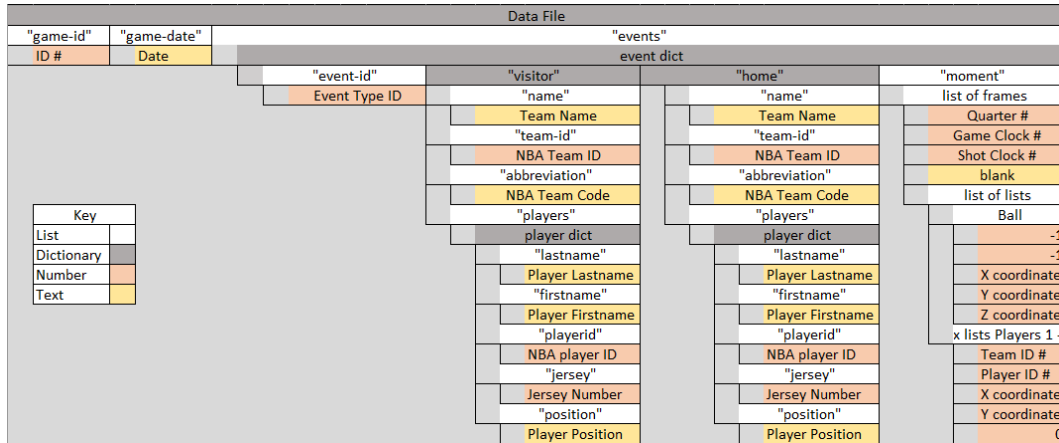 Data File
"game-id" "game-date" "events"
ID # Date event dict
"event-id" "visitor" "home" "moment"
Event Type ID "name" "name" list of frames
Team Name Team Name Quarter #
"team-id" "team-id" Game Clock #
NBA Team ID NBA Team ID Shot Clock #
"abbreviation" "abbreviation" blank
NBA Team Code NBA Team Code list of lists
Key "players" "players" Ball
List player dict player dict -1
Dictionary "lastname" "lastname" -1
Number Player Lastname Player Lastname X coordinate
Text "firstname" "firstname" Y coordinate
Player Firstname Player Firstname Z coordinate
"playerid" "playerid" x lists Players 1 -
NBA player ID NBA player ID Team ID #
"jersey" "jersey" Player ID #
Jersey Number Jersey Number X coordinate
"position" "position" Y coordinate
Player Position Player Position